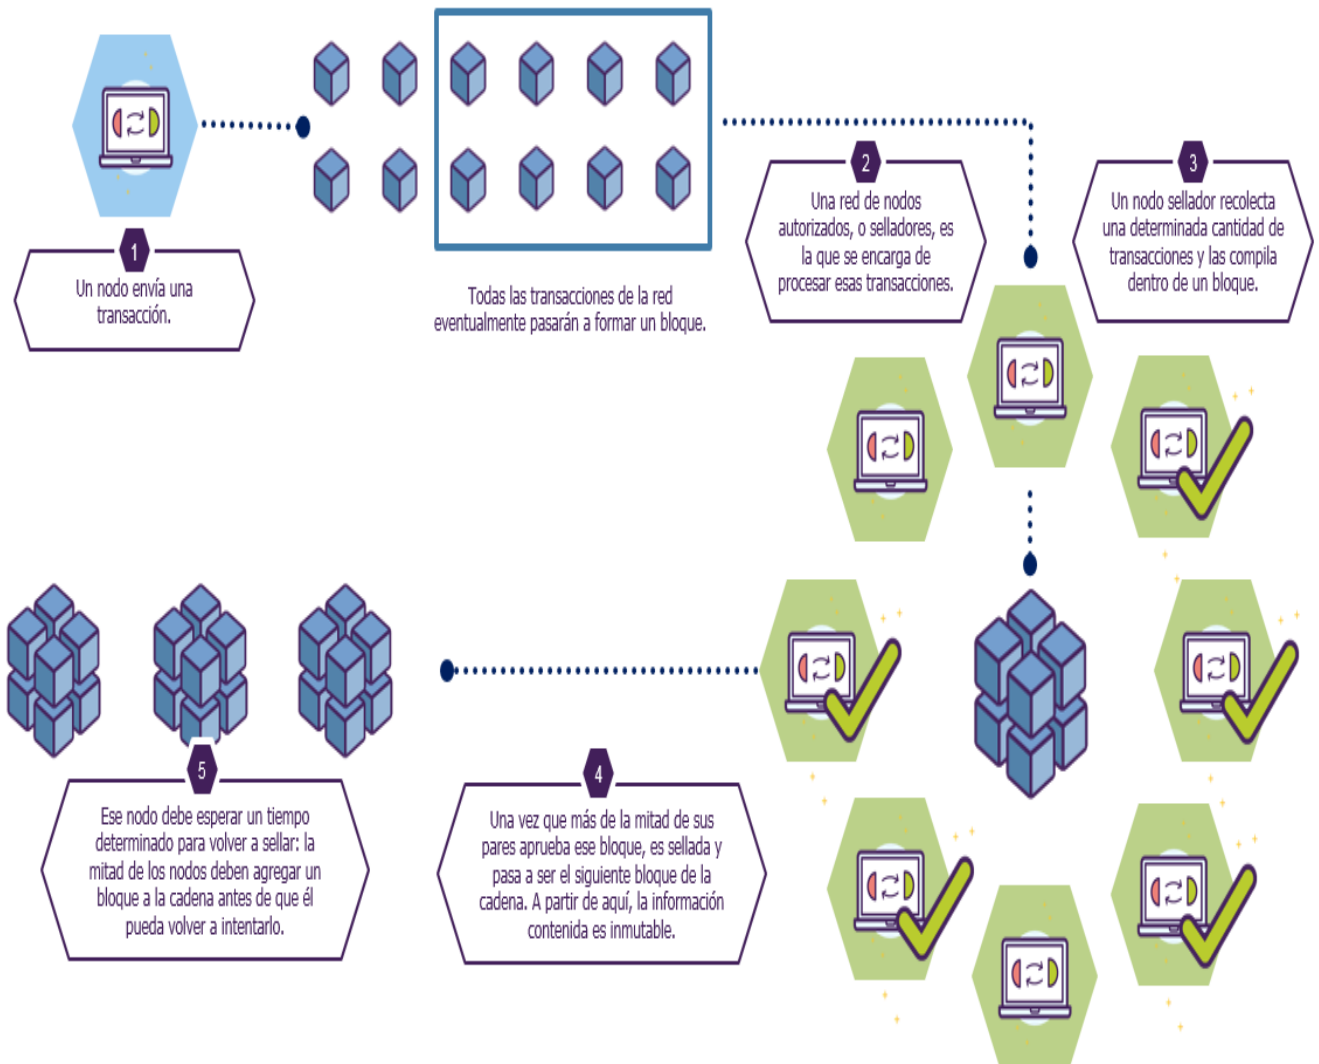 1
Un nodo envía una
transacción.
Todas las transacciones de la red
eventualmente pasarán a formar un bloque.
2
Una red de nodos
autorizados, o selladores, es
la que se encarga de
procesar esas transacciones.
3
Un nodo sellador recolecta
una determinada cantidad de
transacciones y las compila
dentro de un bloque.
4
Una vez que más de la mitad de sus
pares aprueba ese bloque, es sellada y
pasa a ser el siguiente bloque de la
cadena. A partir de aquí, la información
contenida es inmutable.
5
Ese nodo debe esperar un tiempo
determinado para volver a sellar: la
mitad de los nodos deben agregar un
bloque a la cadena antes de que él
pueda volver a intentarlo.